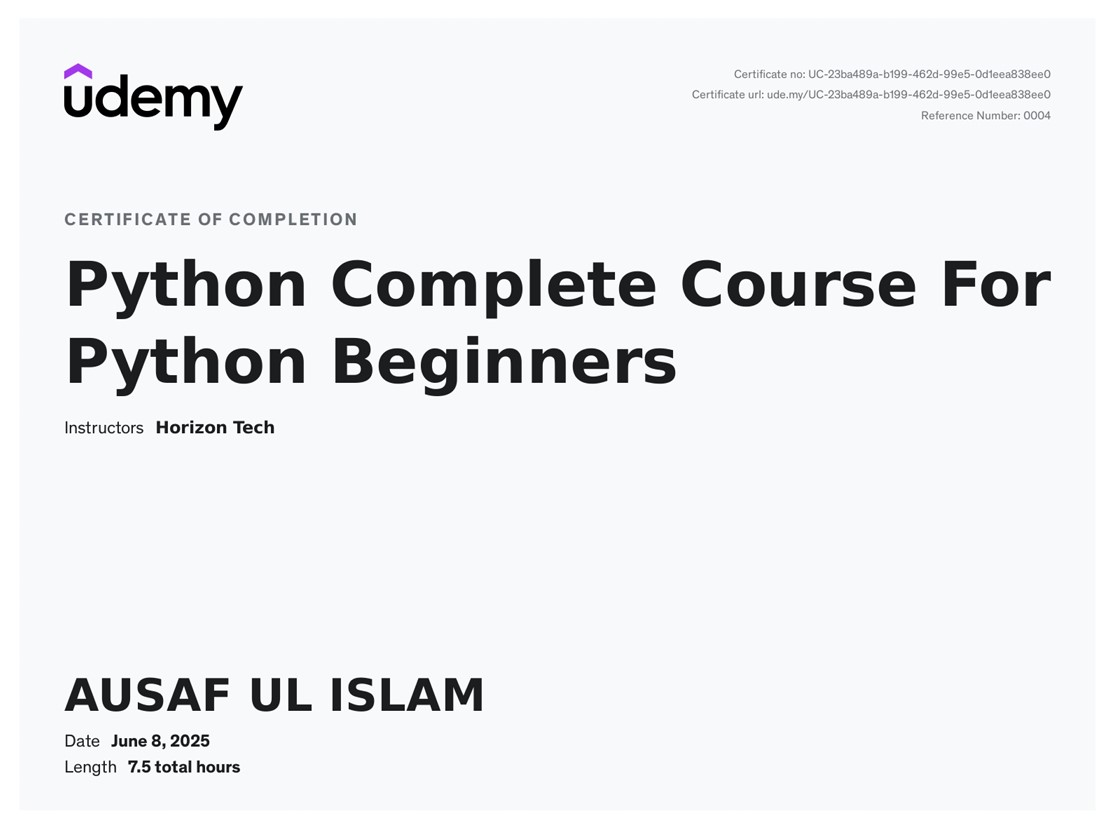 udemy
Certificate no: UC-23ba489a-b199-462d-99e5-0d1eea838ee0
Certificate url: ude.my/UC-23ba489a-b199-462d-99e5-0d1eea838ee0
Reference Number: 0004
CERTIFICATE OF COMPLETION
Python Complete Course For
Python Beginners
Instructors Horizon Tech
AUSAF UL ISLAM
Date June 8, 2025
Length 7.5 total hours